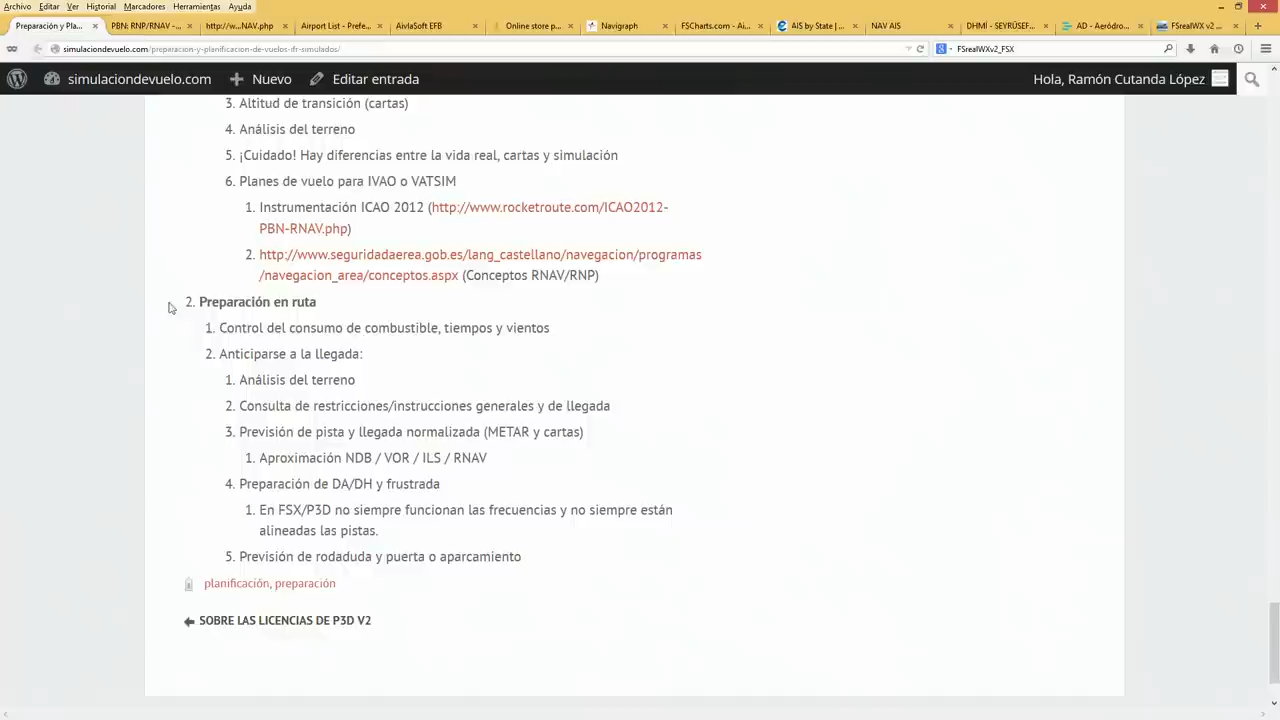 Archivo Editar Ver Historial Marcadores Herramientas Ayuda
Preparación y Pla... PBN: RNP/RNAV -... http://w...NAV.php Airport List - Prefe... AivlaSoft EFB Online store p... Navigraph FSCharts.com - Ai... AIS by State | ... NAV AIS DHMİ - SEYRÜSEF... AD - Aeródro... FSrealWX v2 ...
simulaciondevuelo.com/preparacion-y-planificacion-de-vuelos-ifr-simulados/ FSrealWXv2_FSX
simulaciondevuelo.com Nuevo Editar entrada Hola, Ramón Cutanda López
3. Altitud de transición (cartas)
4. Análisis del terreno
5. ¡Cuidado! Hay diferencias entre la vida real, cartas y simulación
6. Planes de vuelo para IVAO o VATSIM
1. Instrumentación ICAO 2012 (http://www.rocketroute.com/ICAO2012-
PBN-RNAV.php)
2. http://www.seguridadaerea.gob.es/lang_castellano/navegacion/programas
/navegacion_area/conceptos.aspx (Conceptos RNAV/RNP)
2. Preparación en ruta
1. Control del consumo de combustible, tiempos y vientos
2. Anticiparse a la llegada:
1. Análisis del terreno
2. Consulta de restricciones/instrucciones generales y de llegada
3. Previsión de pista y llegada normalizada (METAR y cartas)
1. Aproximación NDB / VOR / ILS / RNAV
4. Preparación de DA/DH y frustrada
1. En FSX/P3D no siempre funcionan las frecuencias y no siempre están
alineadas las pistas.
5. Previsión de rodaduda y puerta o aparcamiento
planificación, preparación
SOBRE LAS LICENCIAS DE P3D V2